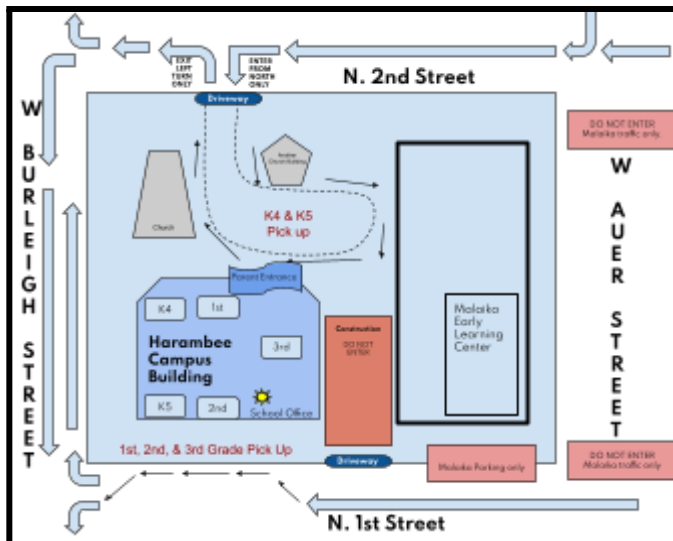 EXIT
LEFT
TURN
ONLY
ENTER
FROM
NORTH
ONLY
N. 2nd Street
Driveway
W BURLEIGH STREET
DO NOT ENTER
Malaika traffic only.
W AUER STREET
Another
Church Building
Church
K4 & K5
Pick up
Parent Entrance
K4
1st
3rd
Harambee
Campus
Building
K5
2nd
School Office
Construction
DO NOT
ENTER
Malaika
Early
Learning
Center
1st, 2nd, & 3rd Grade Pick Up
Driveway
Malaika Parking only
DO NOT ENTER
Malaika traffic only
N. 1st Street